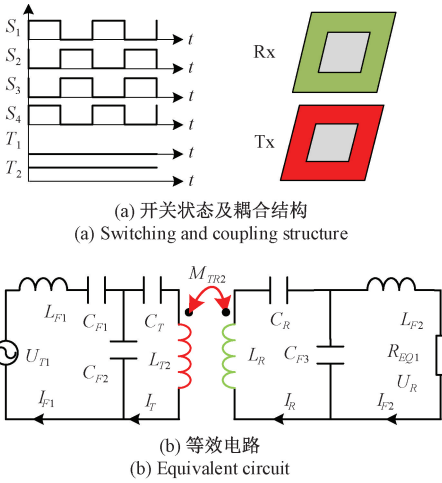 S1 t
S2 t Rx
S3 t
S4 t Tx
T1 t
T2 t
(a) 开关状态及耦合结构
(a) Switching and coupling structure
MTR2
LF1 CF1 CT CR LF2
UT1 CF2 LT2 LR CF3 REQ1
UR
IF1 IT IR IF2
(b) 等效电路
(b) Equivalent circuit